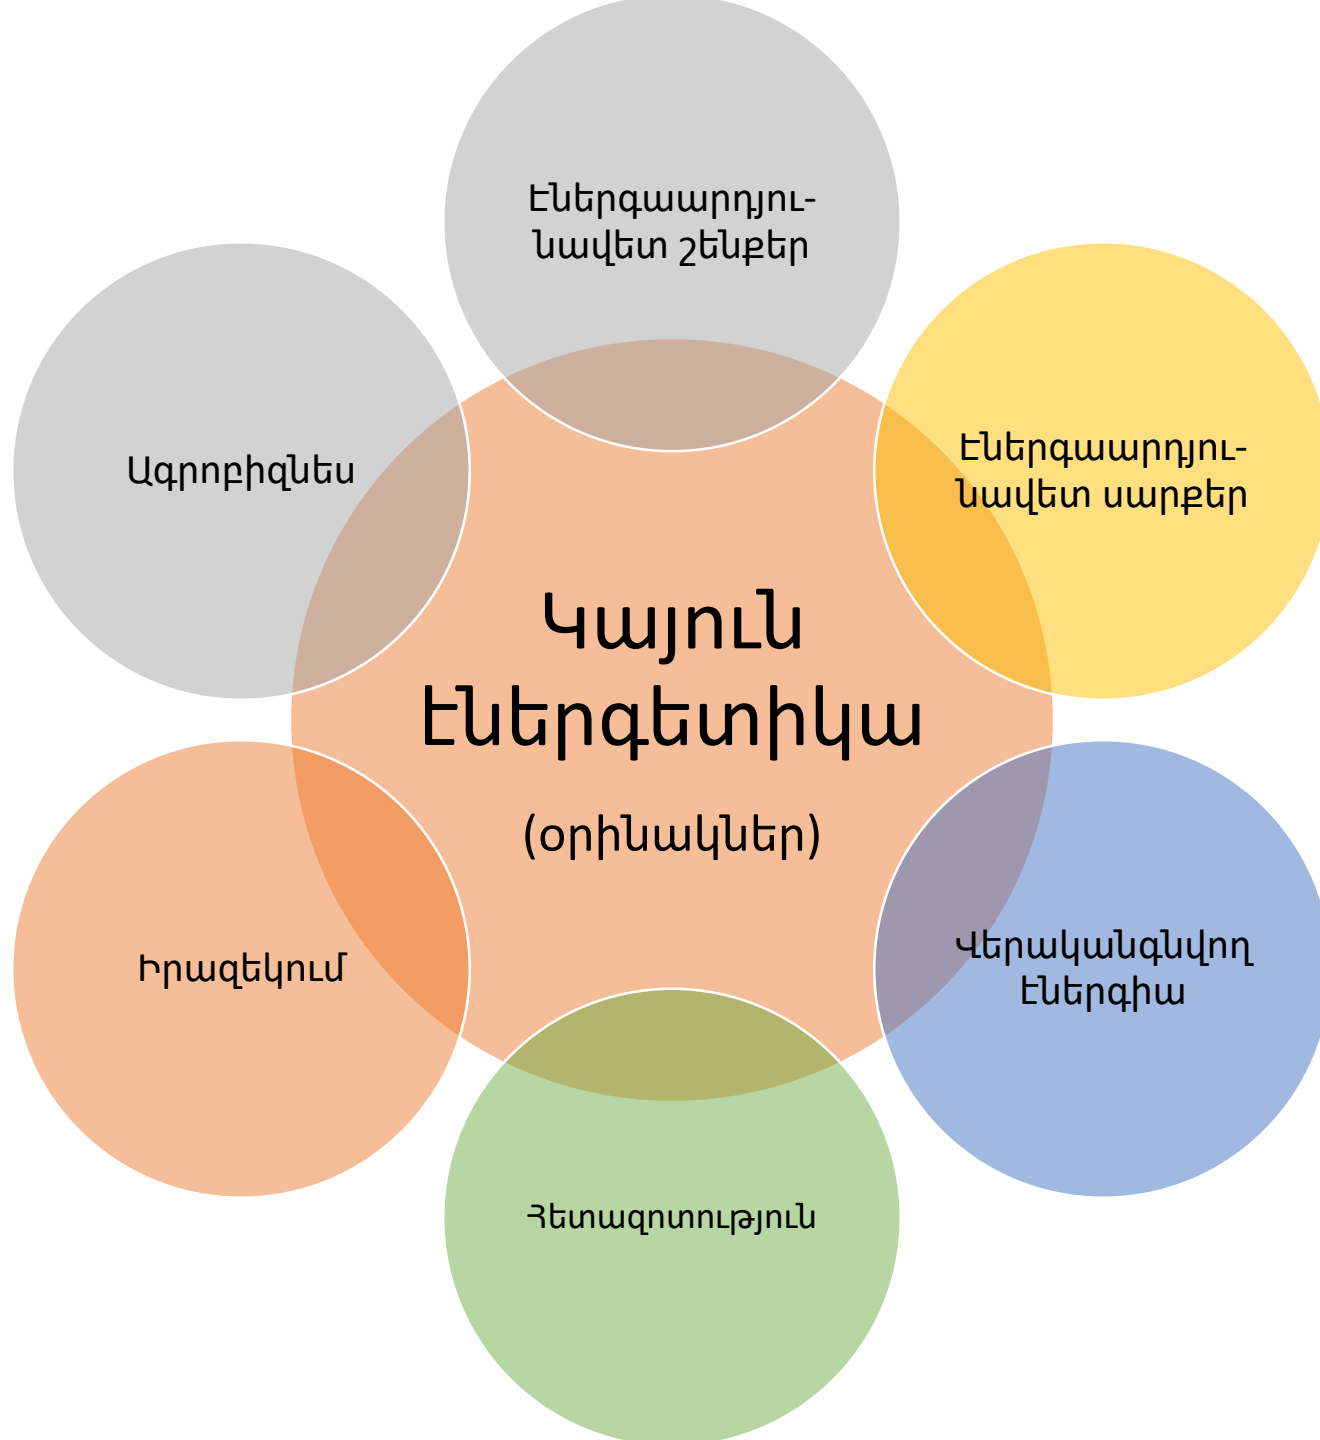 Էներգաարդյու-
նավետ շենքեր
Էներգաարդյու-
նավետ սարքեր
Ագրոբիզնես
Կայուն
էներգետիկա
(օրինակներ)
Վերականգնվող
էներգիա
Իրազեկում
Հետազոտություն